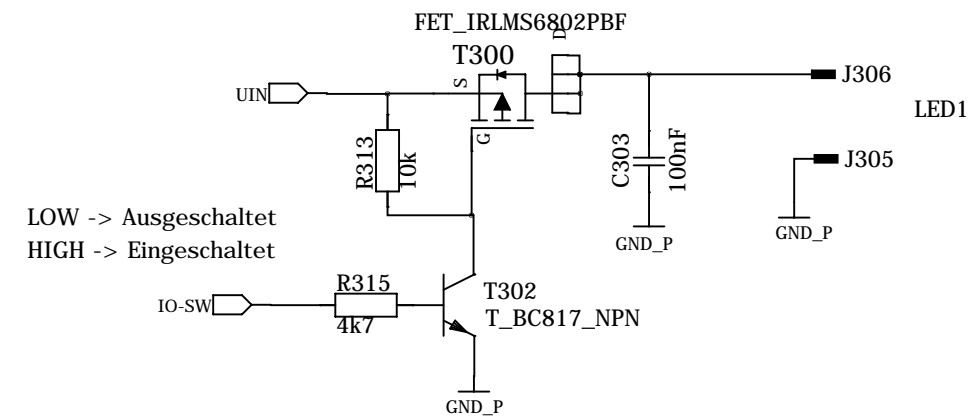 FET_IRLMS6802PBF
T300
D
S
G
UIN
J306
LED1
R313
10k
C303
100nF
J305
GND_P
GND_P
LOW -> Ausgeschaltet
HIGH -> Eingeschaltet
IO-SW
R315
4k7
T302
T_BC817_NPN
GND_P